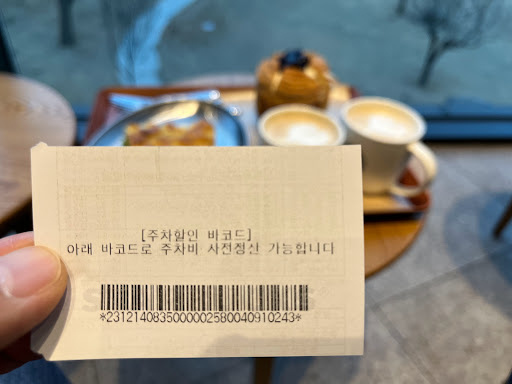 [주차할인 바코드]
아래 바코드로 주차비 사전정산 가능합니다
*2312140835000002580040910243*